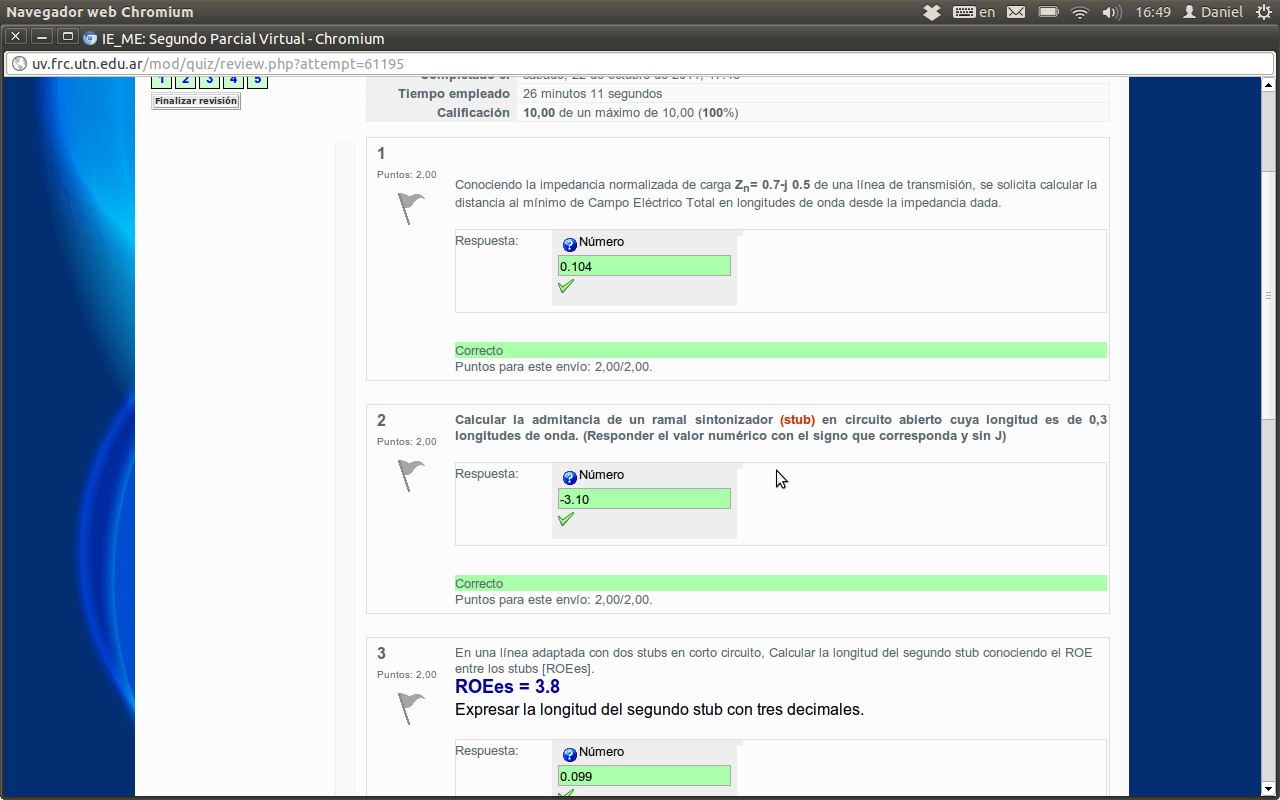 Navegador web Chromium
en
16:49
Daniel
IE_ME: Segundo Parcial Virtual - Chromium
uv.frc.utn.edu.ar/mod/quiz/review.php?attempt=61195
1 2 3 4 5
Finalizar revisión
Tiempo empleado 26 minutos 11 segundos
Calificación 10,00 de un máximo de 10,00 (100%)
1
Puntos: 2,00
Conociendo la impedancia normalizada de carga Zn= 0.7-j 0.5 de una línea de transmisión, se solicita calcular la
distancia al mínimo de Campo Eléctrico Total en longitudes de onda desde la impedancia dada.
Respuesta:
Número
0.104
Correcto
Puntos para este envío: 2,00/2,00.
2
Puntos: 2,00
Calcular la admitancia de un ramal sintonizador (stub) en circuito abierto cuya longitud es de 0,3
longitudes de onda. (Responder el valor numérico con el signo que corresponda y sin J)
Respuesta:
Número
-3.10
Correcto
Puntos para este envío: 2,00/2,00.
3
Puntos: 2,00
En una línea adaptada con dos stubs en corto circuito, Calcular la longitud del segundo stub conociendo el ROE
entre los stubs [ROEes].
ROEes = 3.8
Expresar la longitud del segundo stub con tres decimales.
Respuesta:
Número
0.099